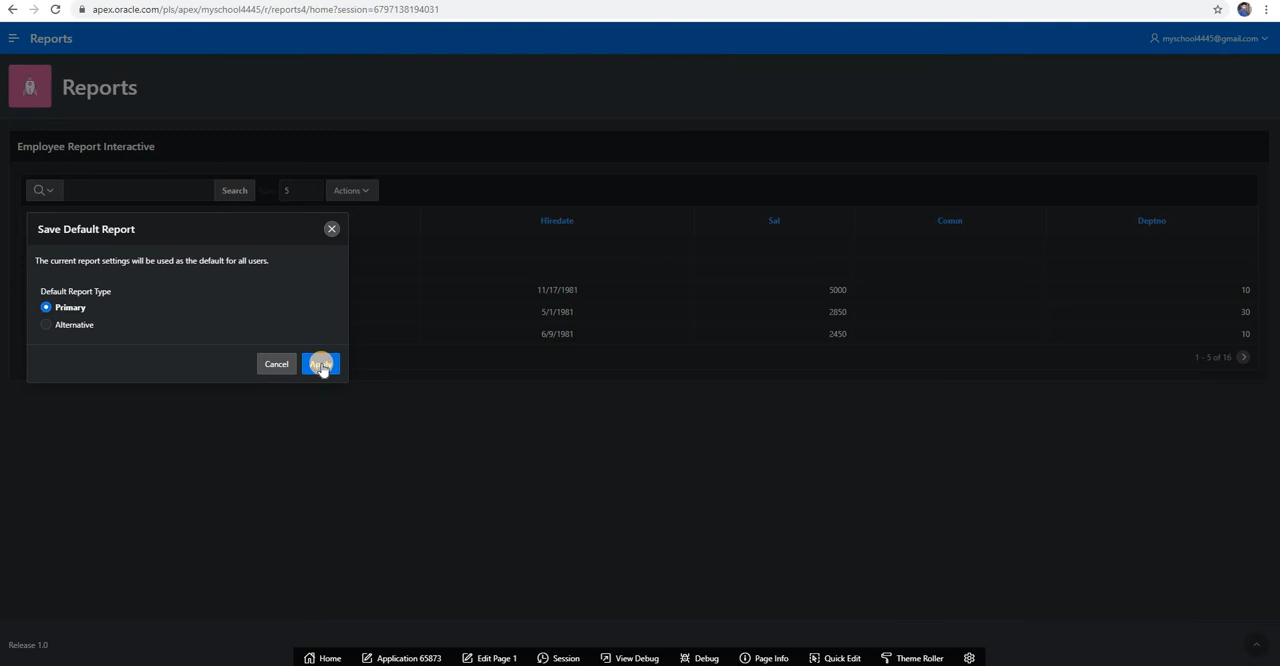 apex.oracle.com/pls/apex/myschool4445/r/reports4/home?session=6797138194031
Reports
myschool4445@gmail.com
Reports
Employee Report Interactive
Search
5
Actions
Save Default Report
Hiredate
Sal
Comm
Deptno
The current report settings will be used as the default for all users.
Default Report Type
Primary
Alternative
11/17/1981
5000
10
5/1/1981
2850
30
6/9/1981
2450
10
Cancel
1 - 5 of 16
Release 1.0
Home
Application 65873
Edit Page 1
Session
View Debug
Debug
Page Info
Quick Edit
Theme Roller